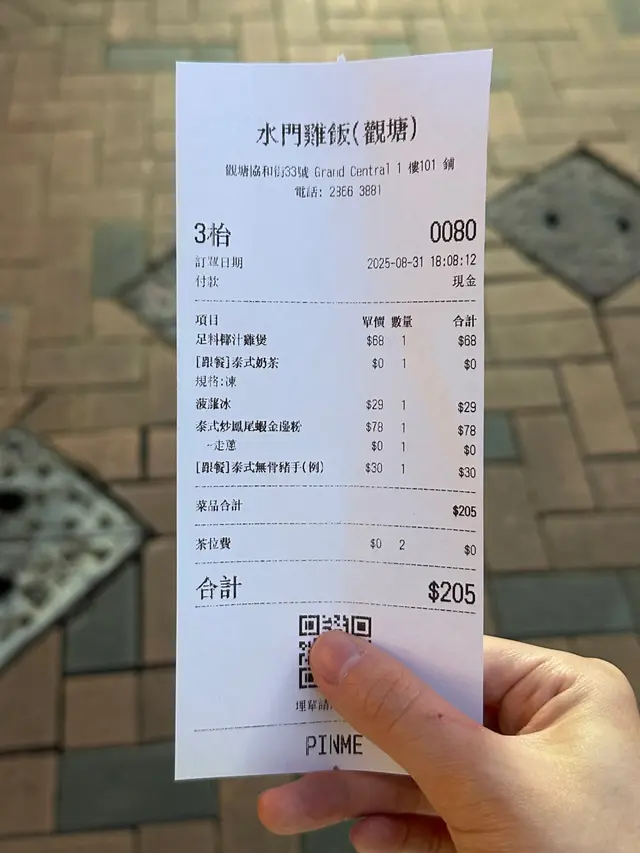 水門雞飯(觀塘)
觀塘協和街33號 Grand Central 1 樓101 鋪
電話: 2366 3881
3枱 0080
訂單日期 2025-08-31 18:08:12
付款 現金
項目 單價 數量 合計
足料椰汁雞煲 $68 1 $68
[跟餐]泰式奶茶 $0 1 $0
規格:凍
菠蘿冰 $29 1 $29
泰式炒鳳尾蝦金邊粉 $78 1 $78
-走蔥 $0 1 $0
[跟餐]泰式無骨豬手(例) $30 1 $30
菜品合計 $205
茶位費 $0 2 $0
合計 $205
埋單請
PINME